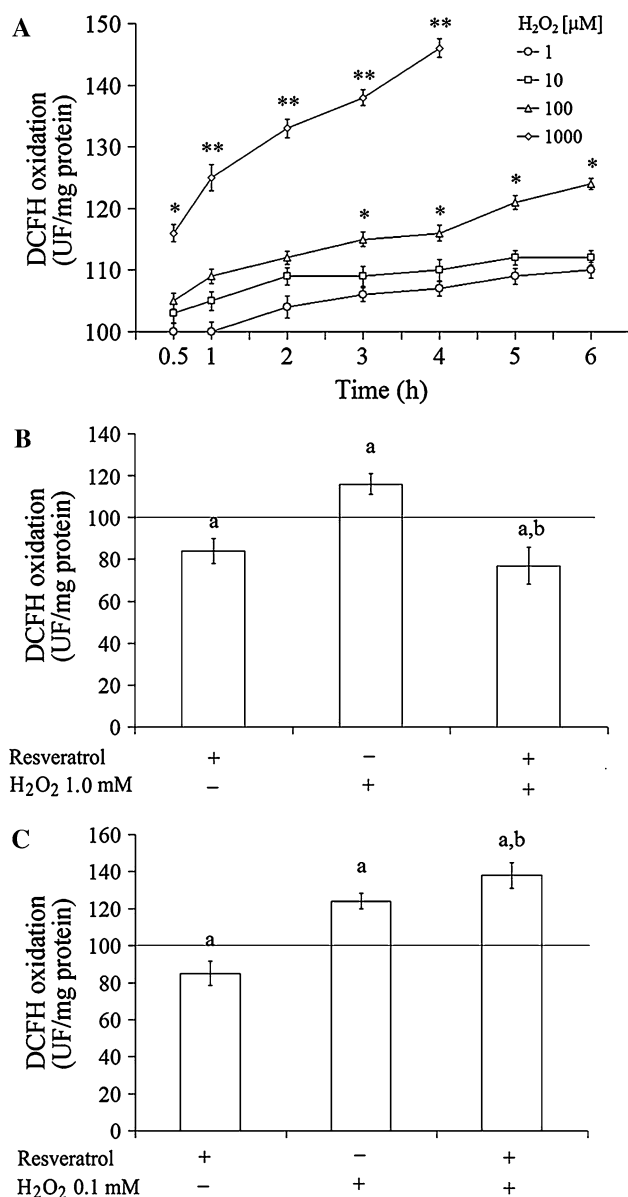 A
H₂O₂ [µM]
1
10
100
1000
DCFH oxidation
(UF/mg protein)
150
140
130
120
110
100
* ** ** ** **
* * * *
0.5 1 2 3 4 5 6
Time (h)
B
DCFH oxidation
(UF/mg protein)
140
120
100
80
60
40
20
0
a a a,b
Resveratrol + − +
H₂O₂ 1.0 mM − + +
C
DCFH oxidation
(UF/mg protein)
160
140
120
100
80
60
40
20
0
a a a,b
Resveratrol + − +
H₂O₂ 0.1 mM − + +